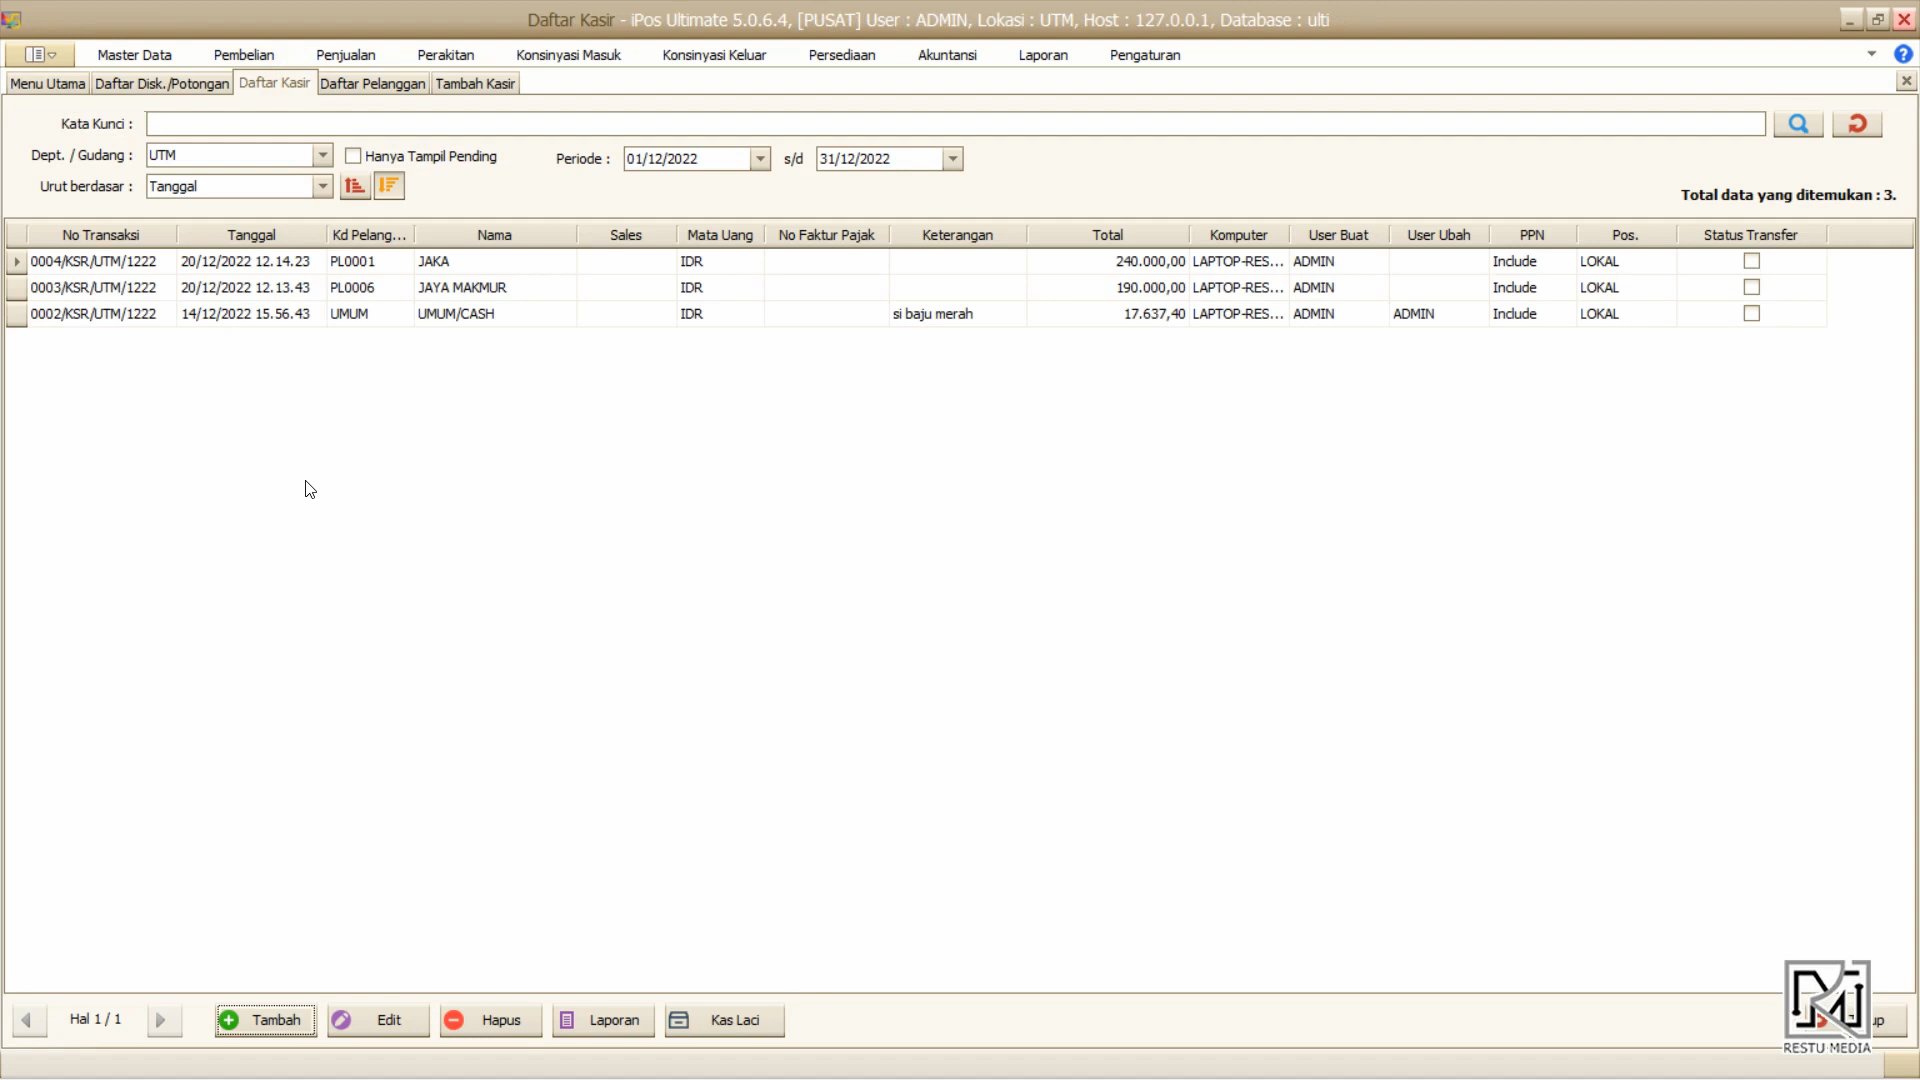 Daftar Kasir - iPos Ultimate 5.0.6.4, [PUSAT] User : ADMIN, Lokasi : UTM, Host : 127.0.0.1, Database : ulti
Master Data Pembelian Penjualan Perakitan Konsinyasi Masuk Konsinyasi Keluar Persediaan Akuntansi Laporan Pengaturan
Menu Utama Daftar Disk./Potongan Daftar Kasir Daftar Pelanggan Tambah Kasir
Kata Kunci :
Dept. / Gudang : UTM Hanya Tampil Pending Periode : 01/12/2022 s/d 31/12/2022
Urut berdasar : Tanggal
Total data yang ditemukan : 3.
No Transaksi Tanggal Kd Pelang... Nama Sales Mata Uang No Faktur Pajak Keterangan Total Komputer User Buat User Ubah PPN Pos. Status Transfer
0004/KSR/UTM/1222 20/12/2022 12.14.23 PL0001 JAKA IDR 240.000,00 LAPTOP-RES... ADMIN Include LOKAL
0003/KSR/UTM/1222 20/12/2022 12.13.43 PL0006 JAYA MAKMUR IDR 190.000,00 LAPTOP-RES... ADMIN Include LOKAL
0002/KSR/UTM/1222 14/12/2022 15.56.43 UMUM UMUM/CASH IDR si baju merah 17.637,40 LAPTOP-RES... ADMIN ADMIN Include LOKAL
Hal 1 / 1 Tambah Edit Hapus Laporan Kas Laci
RESTU MEDIA